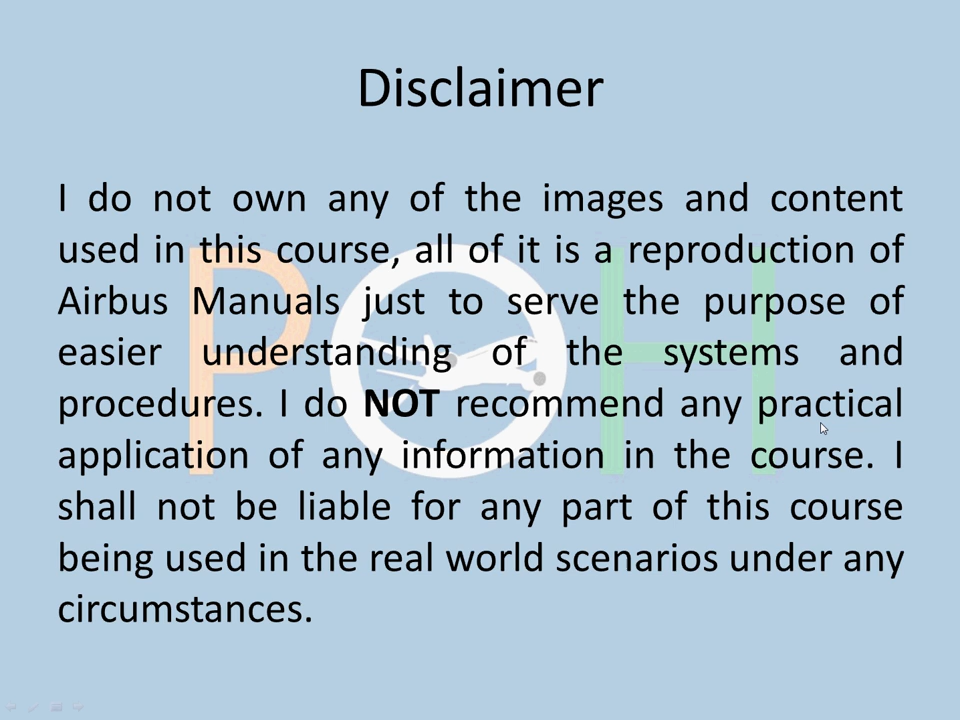 Disclaimer
I do not own any of the images and content
used in this course, all of it is a reproduction of
Airbus Manuals just to serve the purpose of
easier understanding of the systems and
procedures. I do NOT recommend any practical
application of any information in the course. I
shall not be liable for any part of this course
being used in the real world scenarios under any
circumstances.
POH